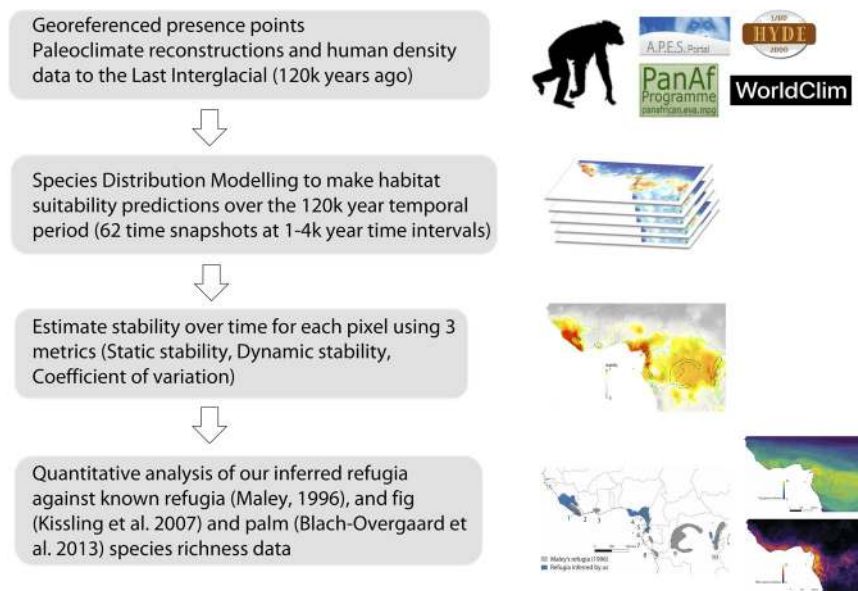 Georeferenced presence points
Paleoclimate reconstructions and human density
data to the Last Interglacial (120k years ago)
A.P.E.S. Portal
HYDE
PanAf
Programme
panafrican.eva.mpg
WorldClim
Species Distribution Modelling to make habitat
suitability predictions over the 120k year temporal
period (62 time snapshots at 1-4k year time intervals)
Estimate stability over time for each pixel using 3
metrics (Static stability, Dynamic stability,
Coefficient of variation)
Quantitative analysis of our inferred refugia
against known refugia (Maley, 1996), and fig
(Kissling et al. 2007) and palm (Blach-Overgaard et
al. 2013) species richness data
Maley's refugia (1996)
Refugia inferred by us